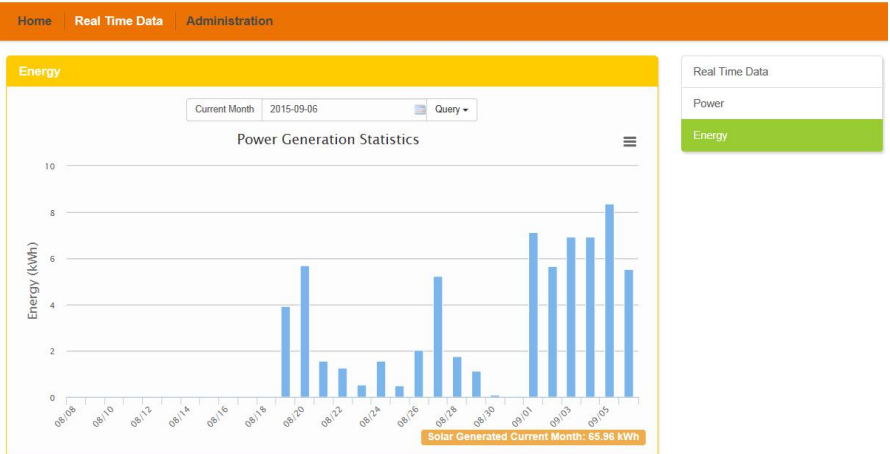 Home Real Time Data Administration
Energy
Current Month 2015-09-06 Query
Power Generation Statistics
10
8
6
4
2
0
Energy (kWh)
08/08 08/10 08/12 08/14 08/16 08/18 08/20 08/22 08/24 08/26 08/28 08/30 09/01 09/03 09/05
Solar Generated Current Month: 65.96 kWh
Real Time Data
Power
Energy